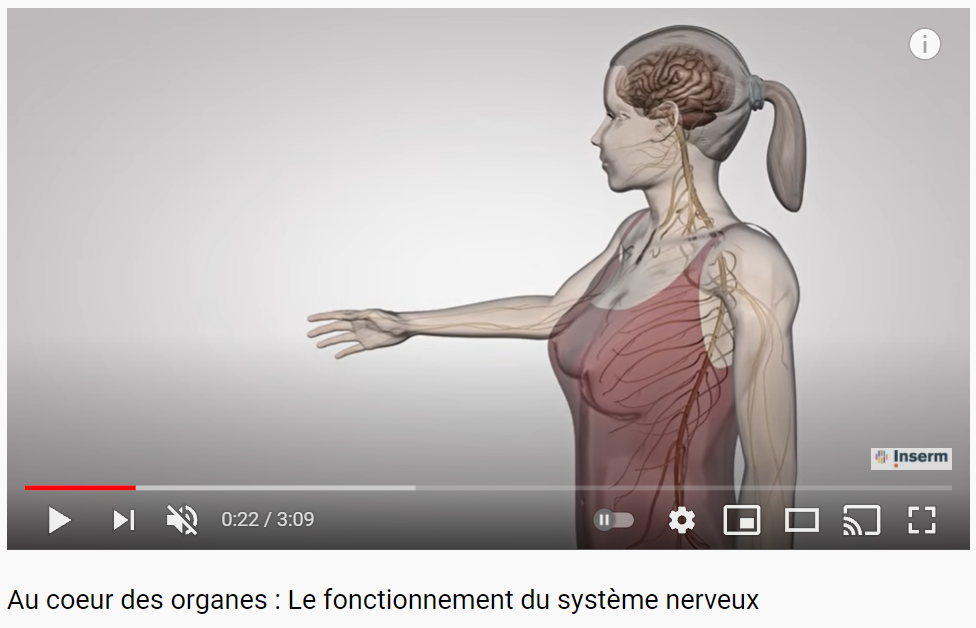 i
Inserm
0:22 / 3:09
Au coeur des organes : Le fonctionnement du système nerveux